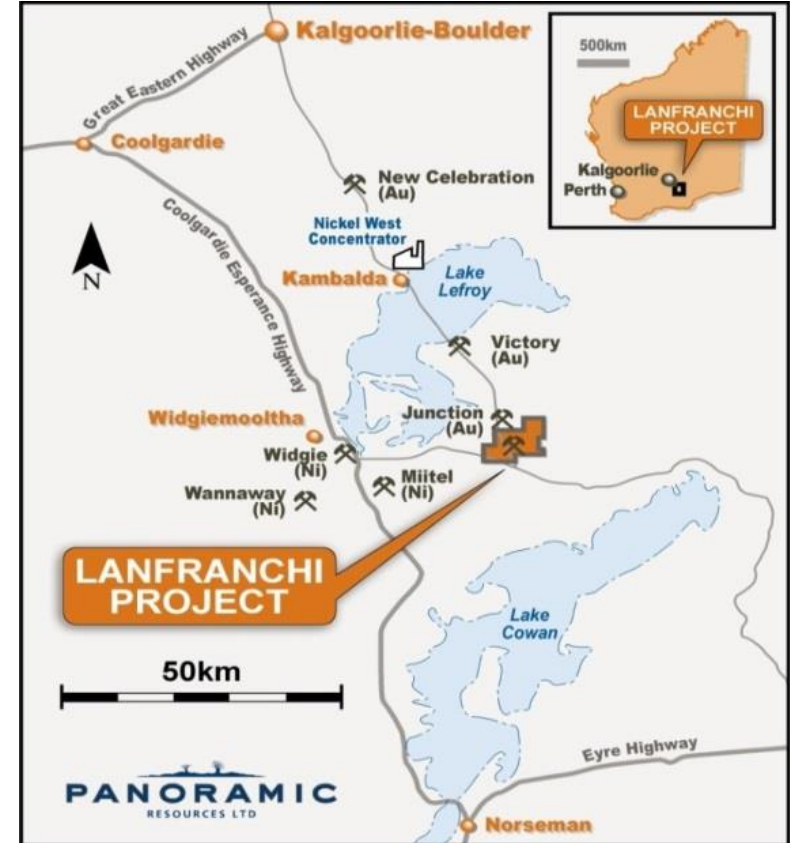 Kalgoorlie-Boulder
Great Eastern Highway
Coolgardie
500km
LANFRANCHI
PROJECT
Kalgoorlie
Perth
New Celebration
(Au)
Nickel West
Concentrator
Coolgardie Esperance Highway
N
Kambalda
Lake
Lefroy
Victory
(Au)
Junction
(Au)
Widgiemooltha
Widgie
(Ni)
Miitel
(Ni)
Wannaway
(Ni)
LANFRANCHI
PROJECT
Lake
Cowan
50km
Eyre Highway
PANORAMIC
RESOURCES LTD
Norseman